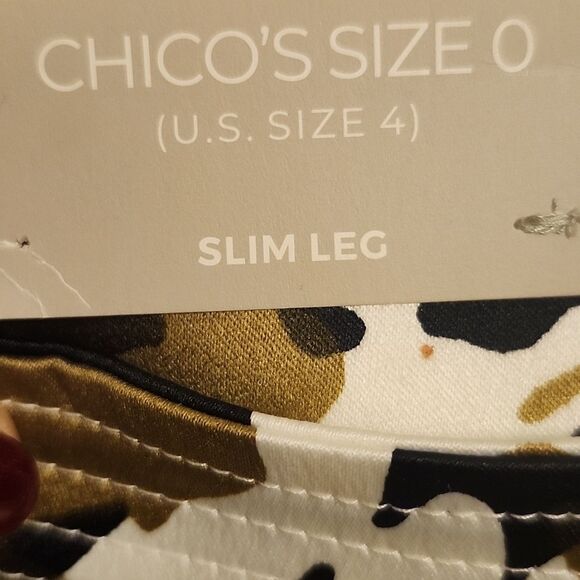 CHICO'S SIZE 0
(U.S. SIZE 4)
SLIM LEG